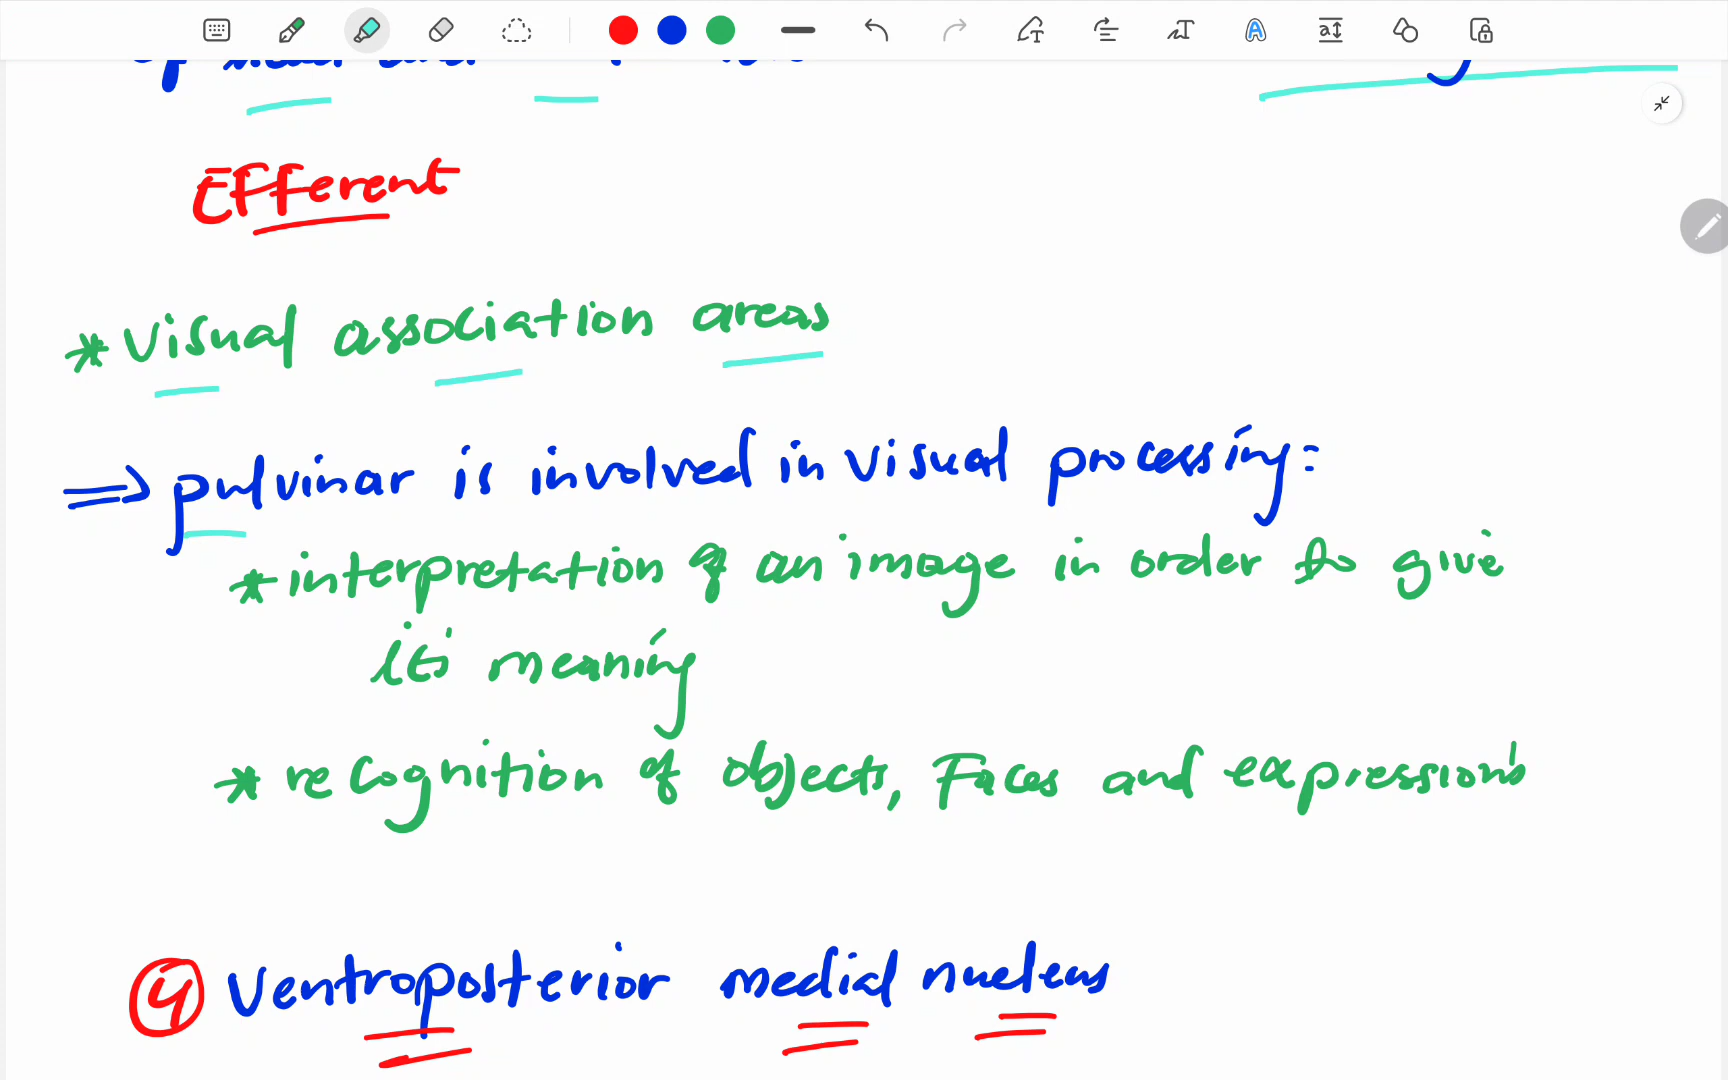 Efferent
* Visual association areas
⇒ pulvinar is involved in visual processing:
* interpretation of an image in order to give
its meaning
* recognition of objects, Faces and expressions
④ Ventroposterior medial nucleus